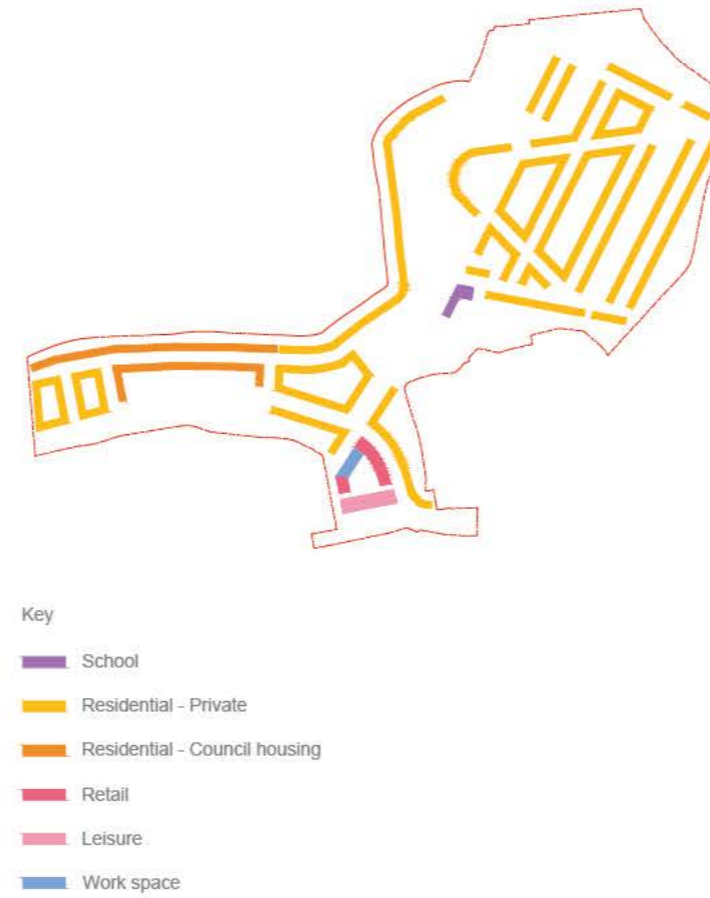 Key
School
Residential - Private
Residential - Council housing
Retail
Leisure
Work space